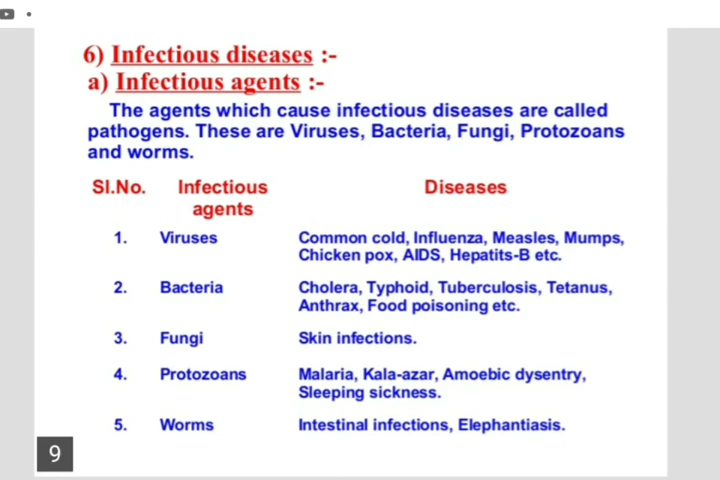 6) Infectious diseases :-
a) Infectious agents :-
The agents which cause infectious diseases are called
pathogens. These are Viruses, Bacteria, Fungi, Protozoans
and worms.
Sl.No. Infectious Diseases
agents
1. Viruses Common cold, Influenza, Measles, Mumps,
Chicken pox, AIDS, Hepatits-B etc.
2. Bacteria Cholera, Typhoid, Tuberculosis, Tetanus,
Anthrax, Food poisoning etc.
3. Fungi Skin infections.
4. Protozoans Malaria, Kala-azar, Amoebic dysentry,
Sleeping sickness.
5. Worms Intestinal infections, Elephantiasis.
9